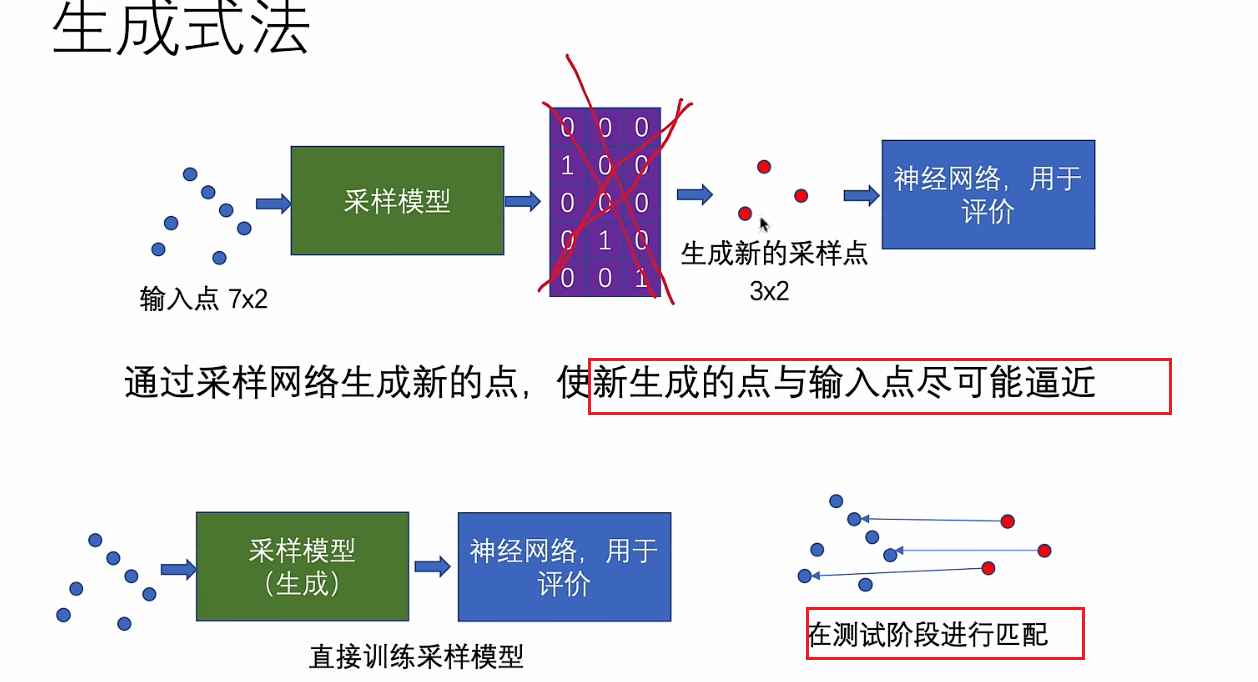 生成式法
采样模型
0 0 0
1 0 0
0 0 0
0 1 0
0 0 1
神经网络，用于
评价
输入点 7x2
生成新的采样点
3x2
通过采样网络生成新的点，使新生成的点与输入点尽可能逼近
采样模型
（生成）
神经网络，用于
评价
直接训练采样模型
在测试阶段进行匹配